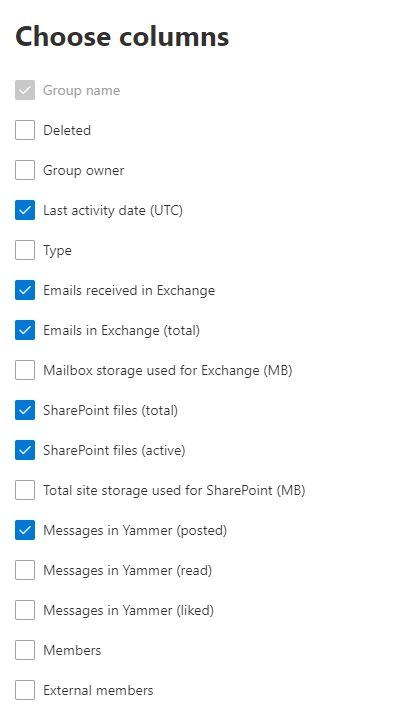 Choose columns
Group name
Deleted
Group owner
Last activity date (UTC)
Type
Emails received in Exchange
Emails in Exchange (total)
Mailbox storage used for Exchange (MB)
SharePoint files (total)
SharePoint files (active)
Total site storage used for SharePoint (MB)
Messages in Yammer (posted)
Messages in Yammer (read)
Messages in Yammer (liked)
Members
External members